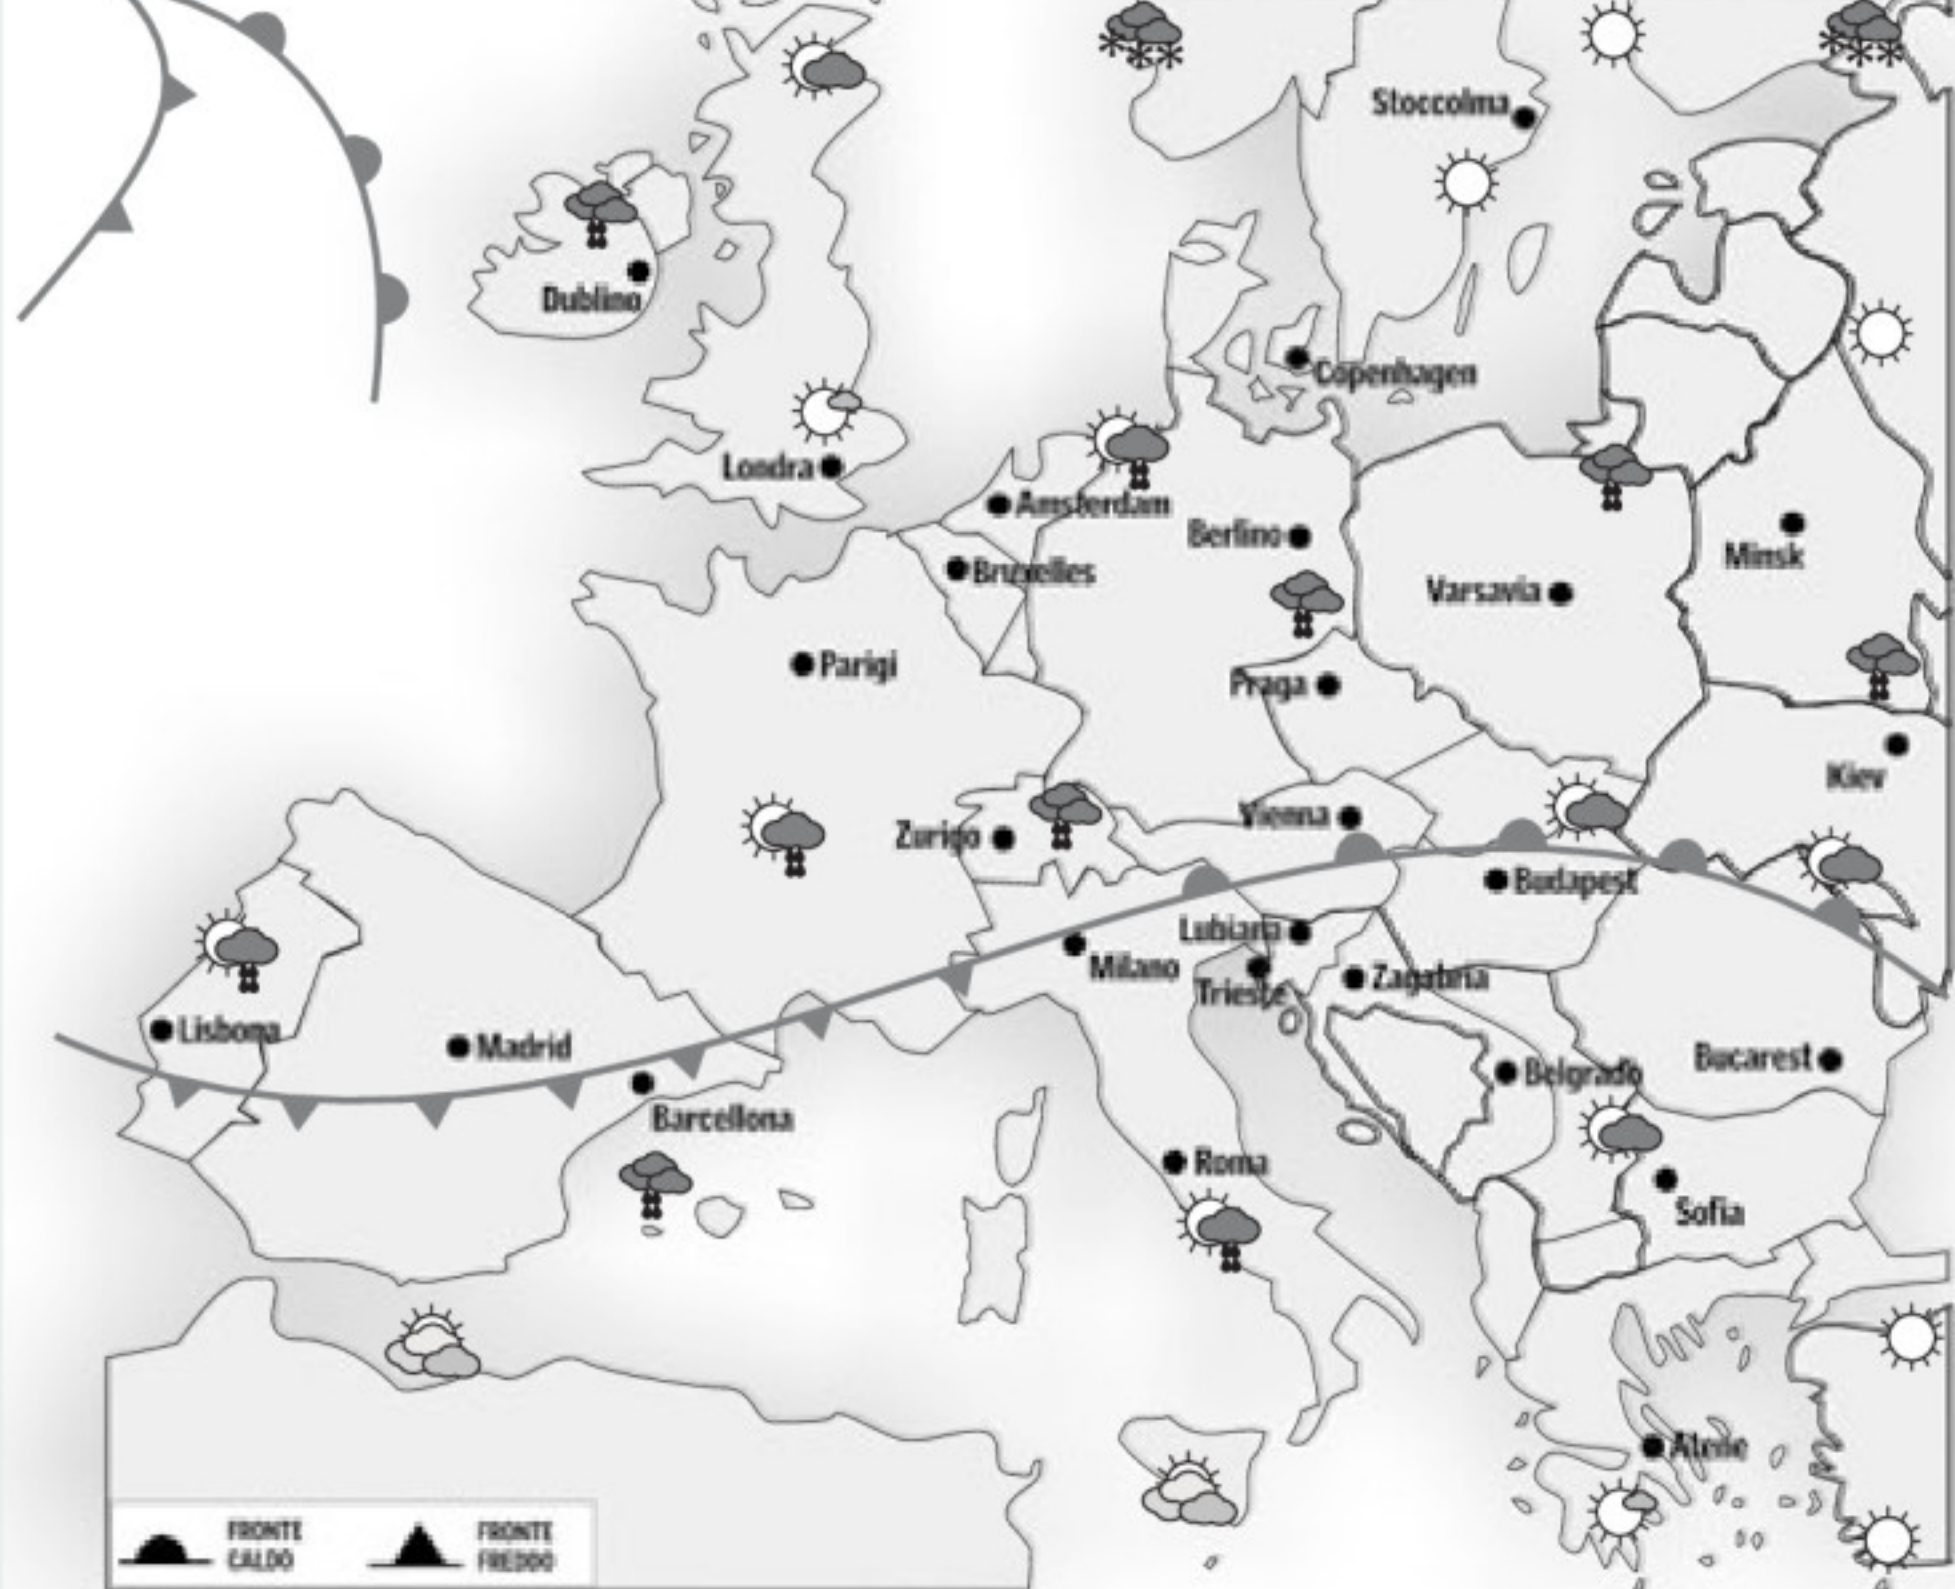 Stoccolma
Dublino
Copenhagen
Londra
Amsterdam
Berlino
Bruxelles
Minsk
Varsavia
Parigi
Praga
Kiev
Vienna
Zurigo
Budapest
Lubiana
Milano
Zagabria
Trieste
Lisbona
Madrid
Bucarest
Belgrado
Barcellona
Roma
Sofia
Atene
FRONTE
CALDO
FRONTE
FREDDO